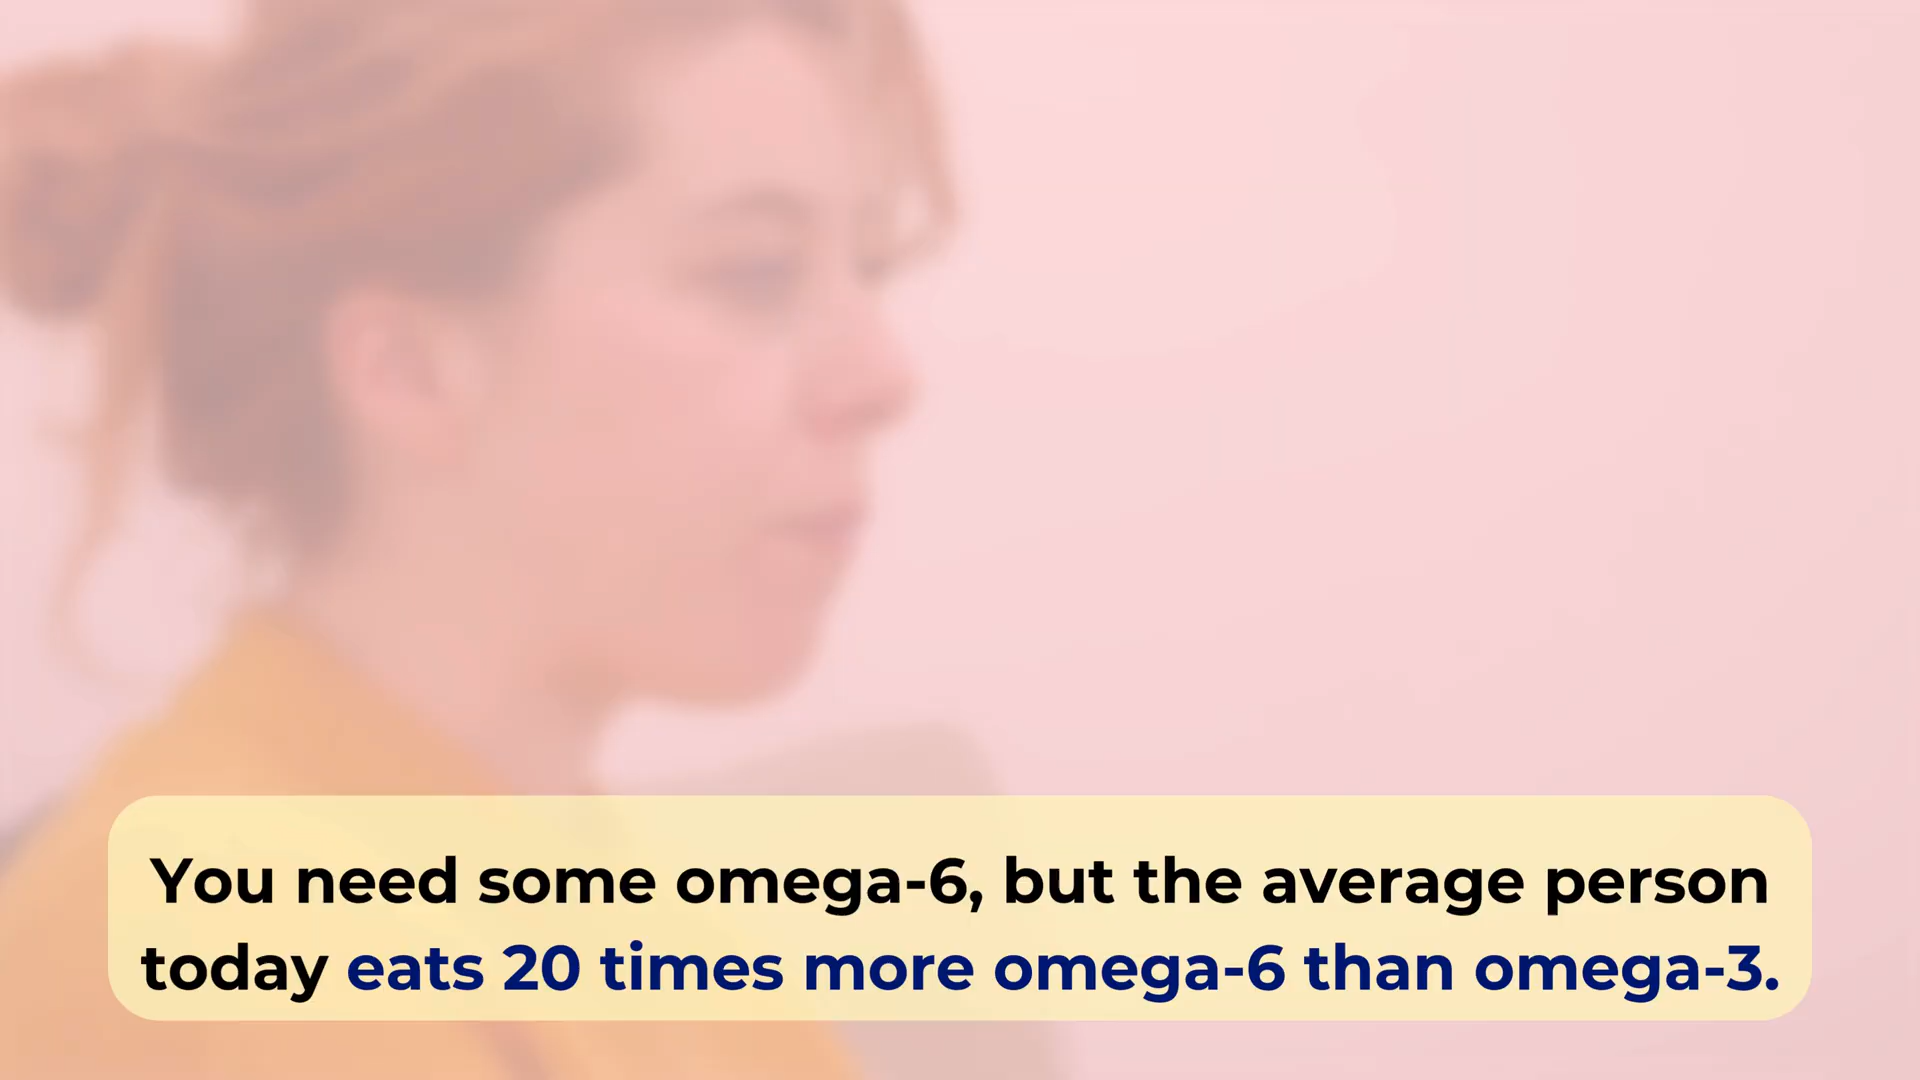 You need some omega-6, but the average person
today eats 20 times more omega-6 than omega-3.